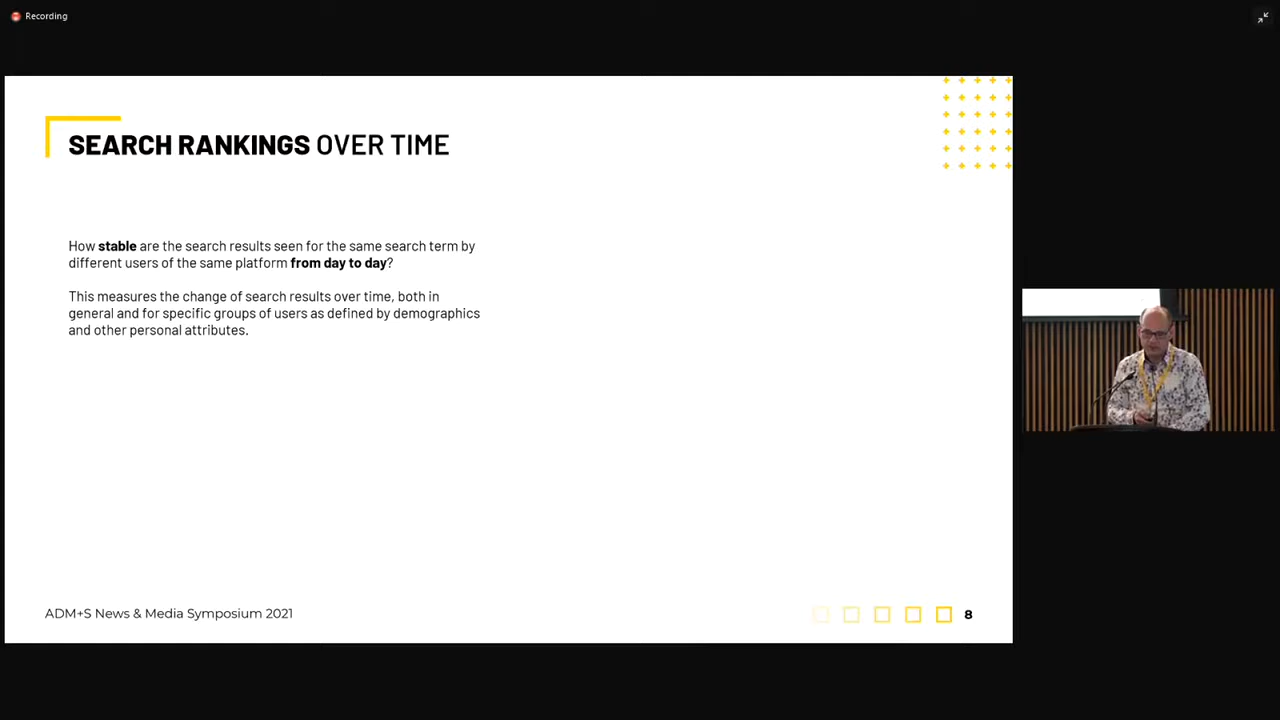 Recording
SEARCH RANKINGS OVER TIME
How stable are the search results seen for the same search term by
different users of the same platform from day to day?
This measures the change of search results over time, both in
general and for specific groups of users as defined by demographics
and other personal attributes.
ADM+S News & Media Symposium 2021
8